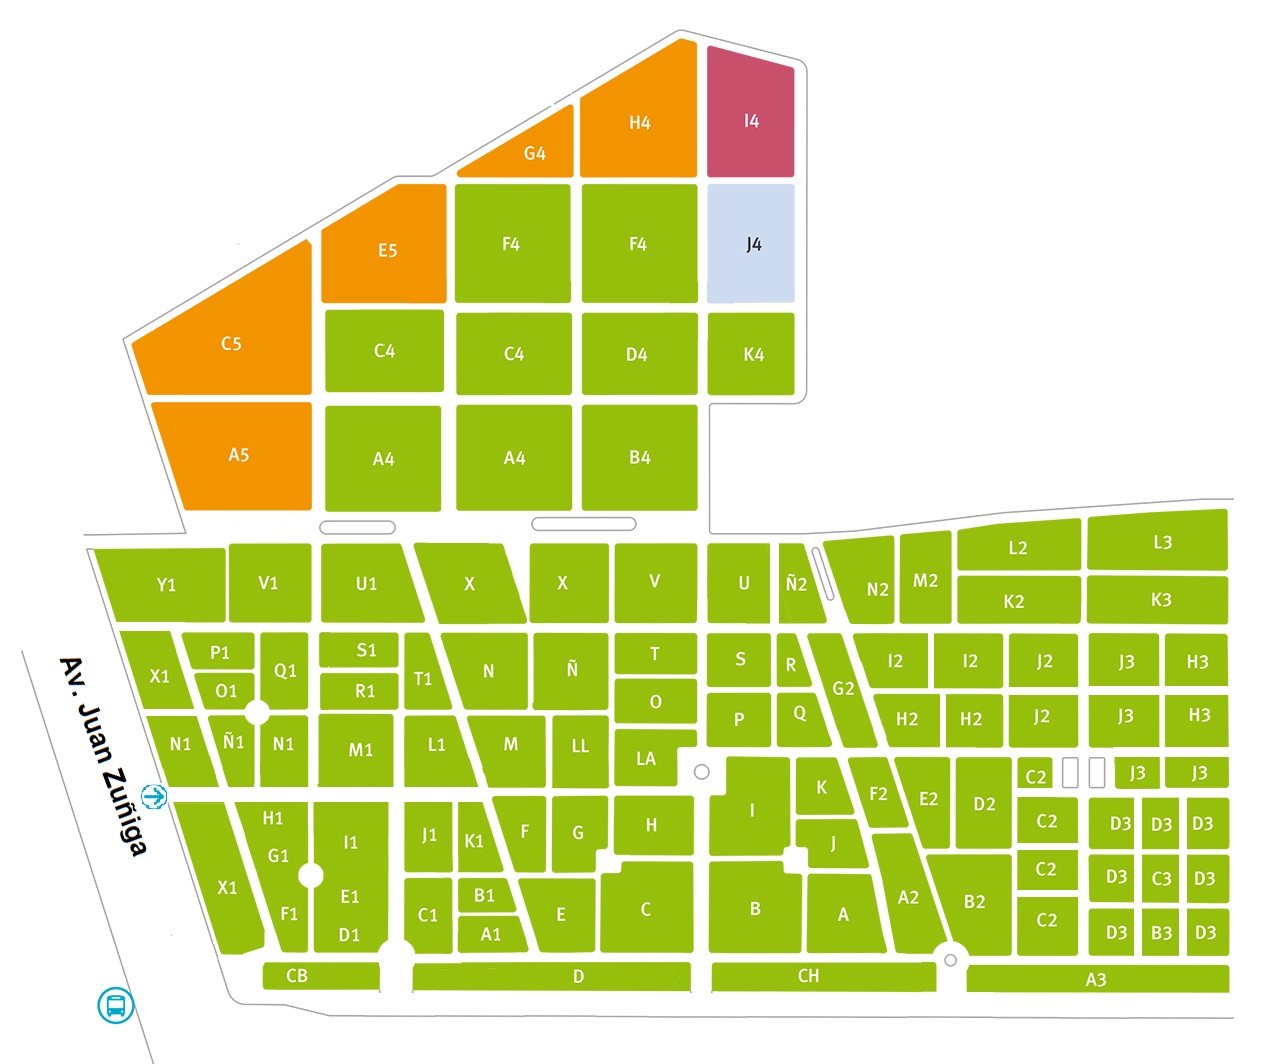 H4
I4
G4
E5
F4
F4
J4
C5
C4
C4
D4
K4
A5
A4
A4
B4
Y1
V1
U1
X
X
V
U
Ñ2
N2
M2
L2
L3
K2
K3
X1
P1
O1
Q1
S1
R1
T1
N
Ñ
T
O
S
R
P
Q
G2
I2
I2
J2
J3
H3
H2
H2
J2
J3
H3
N1
Ñ1
N1
M1
L1
M
LL
LA
I
K
J
F2
E2
D2
C2
J3
J3
Av. Juan Zuñiga
X1
H1
G1
F1
I1
E1
D1
J1
K1
F
G
H
C2
D3
D3
D3
C2
D3
C3
D3
C1
B1
A1
E
C
B
A
A2
B2
C2
D3
B3
D3
CB
D
CH
A3